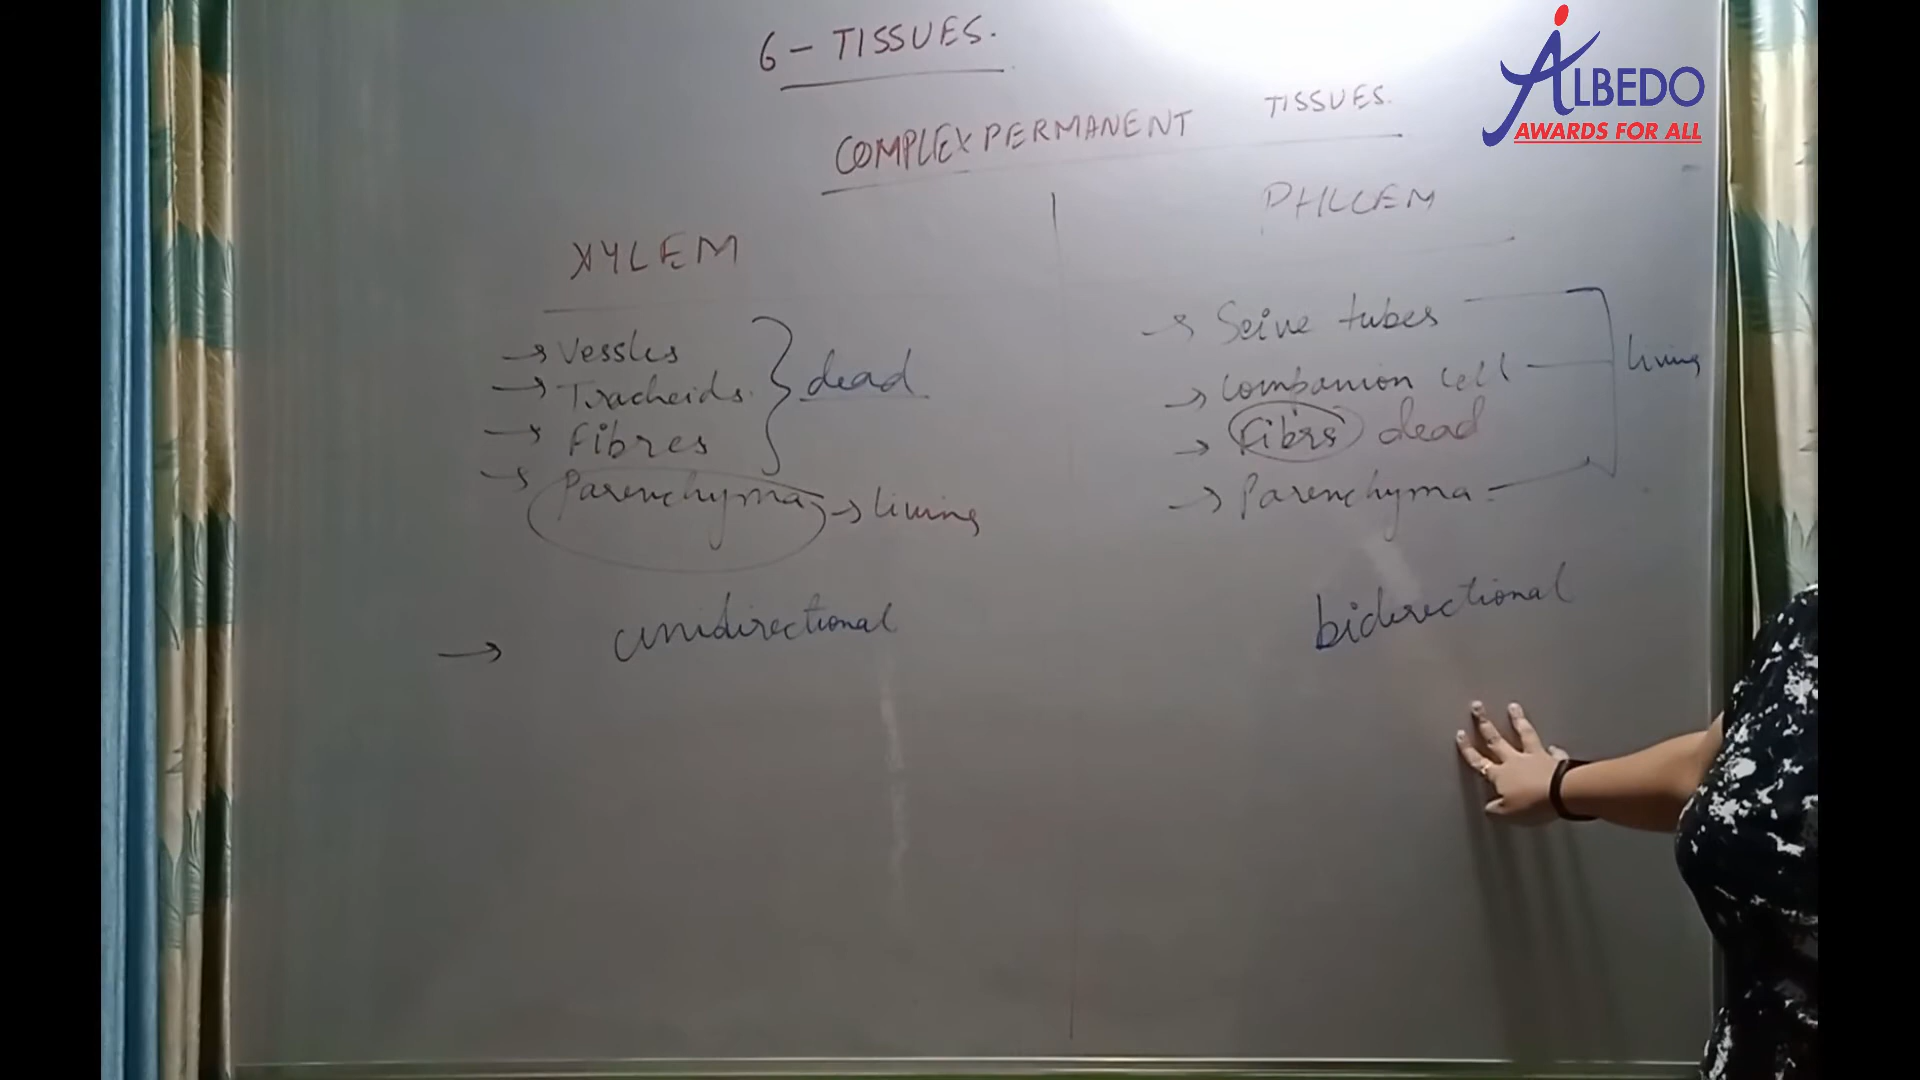 6 - TISSUES.
COMPLEX PERMANENT TISSUES.
XYLEM
→ Vessles
→ Tracheids.
→ Fibres
} dead
→ Parenchyma → living
→ unidirectional
PHLOEM
→ Seive tubes
→ Companion cell
→ Fibrs dead
→ Parenchyma
living
bidirectional
ALBEDO
AWARDS FOR ALL